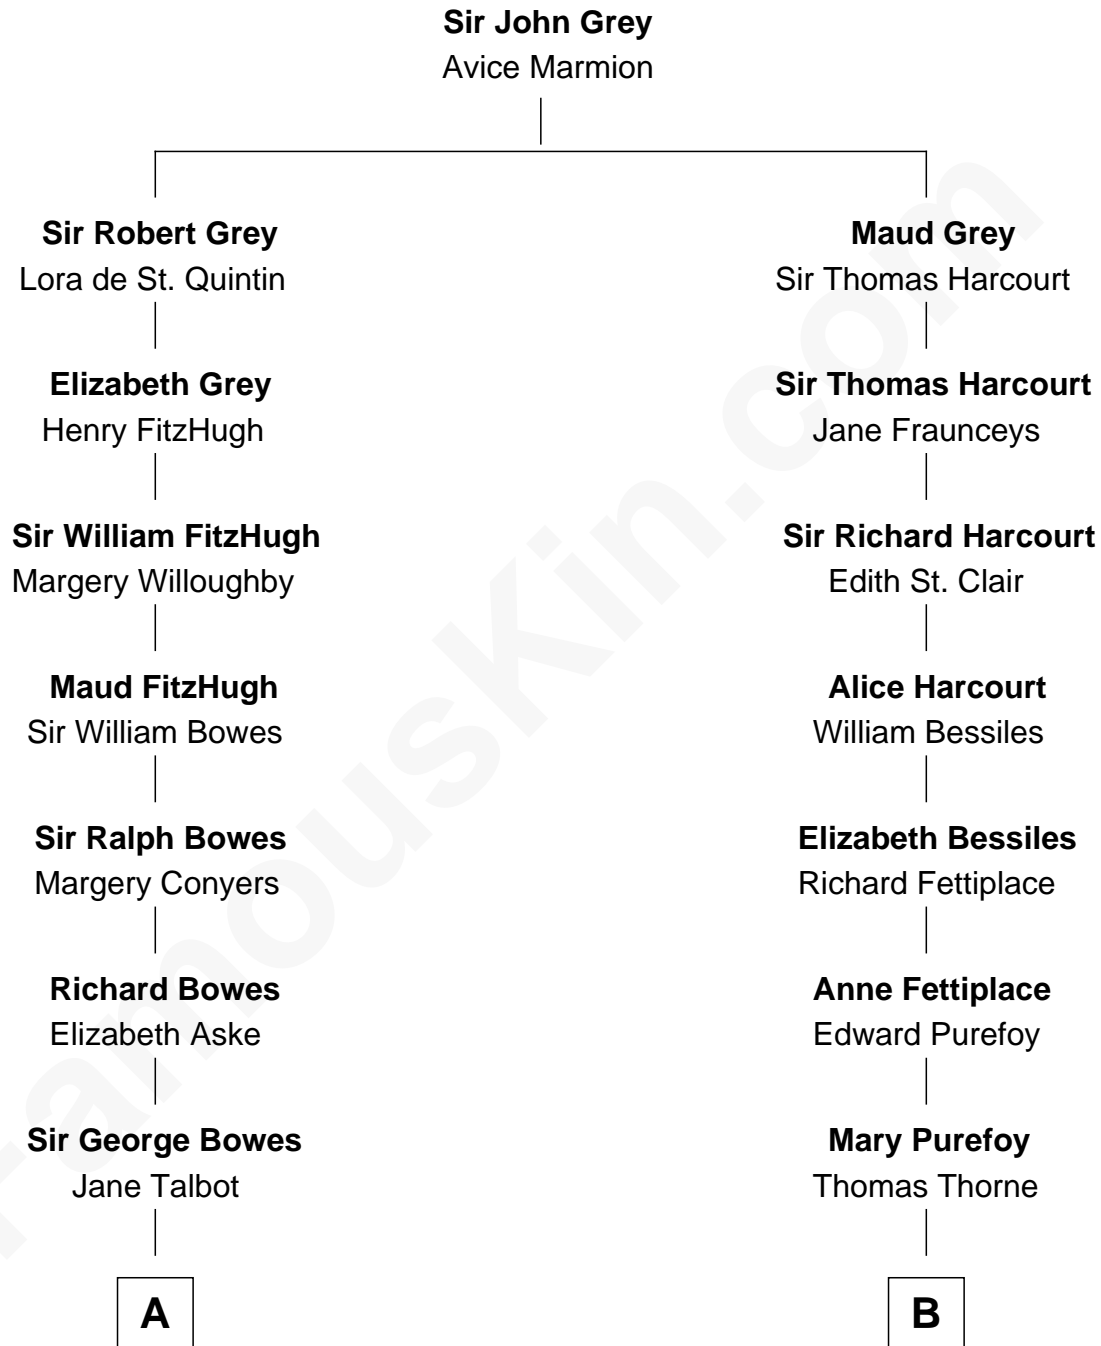 Sir John Grey
Avice Marmion
Sir Robert Grey
Lora de St. Quintin
Maud Grey
Sir Thomas Harcourt
Elizabeth Grey
Henry FitzHugh
Sir Thomas Harcourt
Jane Fraunceys
Sir William FitzHugh
Margery Willoughby
Sir Richard Harcourt
Edith St. Clair
Maud FitzHugh
Sir William Bowes
Alice Harcourt
William Bessiles
Sir Ralph Bowes
Margery Conyers
Elizabeth Bessiles
Richard Fettiplace
Richard Bowes
Elizabeth Aske
Anne Fettiplace
Edward Purefoy
Sir George Bowes
Jane Talbot
Mary Purefoy
Thomas Thorne
A
B
FamousKin.com